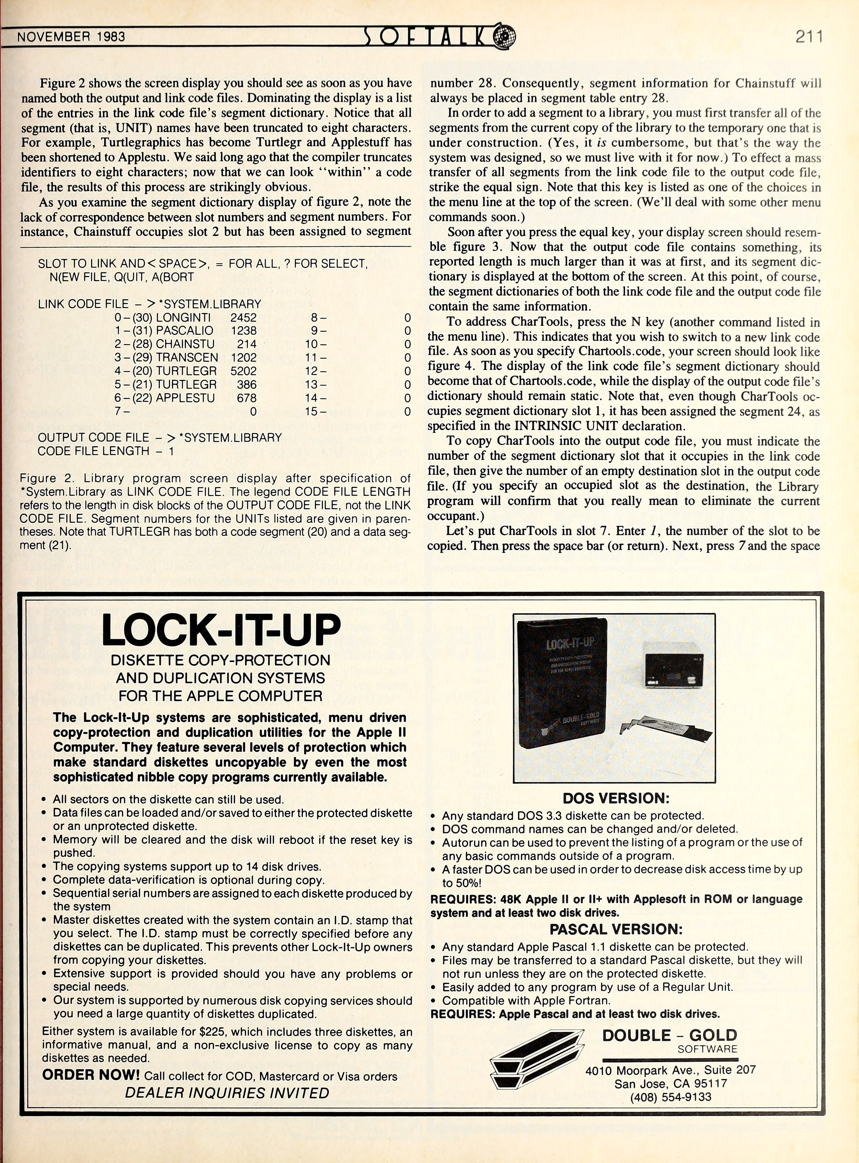 NOVEMBER 1983
SOFTALK
211
Figure 2 shows the screen display you should see as soon as you have
named both the output and link code files. Dominating the display is a list
of the entries in the link code file's segment dictionary. Notice that all
segment (that is, UNIT) names have been truncated to eight characters.
For example, Turtlegraphics has become Turtlegr and Applestuff has
been shortened to Applestu. We said long ago that the compiler truncates
identifiers to eight characters; now that we can look "within" a code
file, the results of this process are strikingly obvious.
As you examine the segment dictionary display of figure 2, note the
lack of correspondence between slot numbers and segment numbers. For
instance, Chainstuff occupies slot 2 but has been assigned to segment
SLOT TO LINK AND< SPACE>, = FOR ALL, ? FOR SELECT,
N(EW FILE, Q(UIT, A(BORT
LINK CODE FILE - > *SYSTEM.LIBRARY
0-(30) LONGINTI 2452 8- 0
1-(31) PASCALIO 1238 9- 0
2-(28) CHAINSTU 214 10- 0
3-(29) TRANSCEN 1202 11- 0
4-(20) TURTLEGR 5202 12- 0
5-(21) TURTLEGR 386 13- 0
6-(22) APPLESTU 678 14- 0
7- 0 15- 0
OUTPUT CODE FILE - > *SYSTEM.LIBRARY
CODE FILE LENGTH - 1
Figure 2. Library program screen display after specification of
*System.Library as LINK CODE FILE. The legend CODE FILE LENGTH
refers to the length in disk blocks of the OUTPUT CODE FILE, not the LINK
CODE FILE. Segment numbers for the UNITs listed are given in paren-
theses. Note that TURTLEGR has both a code segment (20) and a data seg-
ment (21).
number 28. Consequently, segment information for Chainstuff will
always be placed in segment table entry 28.
In order to add a segment to a library, you must first transfer all of the
segments from the current copy of the library to the temporary one that is
under construction. (Yes, it is cumbersome, but that's the way the
system was designed, so we must live with it for now.) To effect a mass
transfer of all segments from the link code file to the output code file,
strike the equal sign. Note that this key is listed as one of the choices in
the menu line at the top of the screen. (We'll deal with some other menu
commands soon.)
Soon after you press the equal key, your display screen should resem-
ble figure 3. Now that the output code file contains something, its
reported length is much larger than it was at first, and its segment dic-
tionary is displayed at the bottom of the screen. At this point, of course,
the segment dictionaries of both the link code file and the output code file
contain the same information.
To address CharTools, press the N key (another command listed in
the menu line). This indicates that you wish to switch to a new link code
file. As soon as you specify Chartools.code, your screen should look like
figure 4. The display of the link code file's segment dictionary should
become that of Chartools.code, while the display of the output code file's
dictionary should remain static. Note that, even though CharTools oc-
cupies segment dictionary slot 1, it has been assigned the segment 24, as
specified in the INTRINSIC UNIT declaration.
To copy CharTools into the output code file, you must indicate the
number of the segment dictionary slot that it occupies in the link code
file, then give the number of an empty destination slot in the output code
file. (If you specify an occupied slot as the destination, the Library
program will confirm that you really mean to eliminate the current
occupant.)
Let's put CharTools in slot 7. Enter 1, the number of the slot to be
copied. Then press the space bar (or return). Next, press 7 and the space
LOCK-IT-UP
DISKETTE COPY-PROTECTION
AND DUPLICATION SYSTEMS
FOR THE APPLE COMPUTER
The Lock-It-Up systems are sophisticated, menu driven
copy-protection and duplication utilities for the Apple II
Computer. They feature several levels of protection which
make standard diskettes uncopyable by even the most
sophisticated nibble copy programs currently available.
• All sectors on the diskette can still be used.
• Data files can be loaded and/or saved to either the protected diskette
or an unprotected diskette.
• Memory will be cleared and the disk will reboot if the reset key is
pushed.
• The copying systems support up to 14 disk drives.
• Complete data-verification is optional during copy.
• Sequential serial numbers are assigned to each diskette produced by
the system
• Master diskettes created with the system contain an I.D. stamp that
you select. The I.D. stamp must be correctly specified before any
diskettes can be duplicated. This prevents other Lock-It-Up owners
from copying your diskettes.
• Extensive support is provided should you have any problems or
special needs.
• Our system is supported by numerous disk copying services should
you need a large quantity of diskettes duplicated.
Either system is available for $225, which includes three diskettes, an
informative manual, and a non-exclusive license to copy as many
diskettes as needed.
ORDER NOW! Call collect for COD, Mastercard or Visa orders
DEALER INQUIRIES INVITED
LOCK-IT-UP
DOUBLE-GOLD
SOFTWARE
DOS VERSION:
• Any standard DOS 3.3 diskette can be protected.
• DOS command names can be changed and/or deleted.
• Autorun can be used to prevent the listing of a program or the use of
any basic commands outside of a program.
• A faster DOS can be used in order to decrease disk access time by up
to 50%!
REQUIRES: 48K Apple II or II+ with Applesoft in ROM or language
system and at least two disk drives.
PASCAL VERSION:
• Any standard Apple Pascal 1.1 diskette can be protected.
• Files may be transferred to a standard Pascal diskette, but they will
not run unless they are on the protected diskette.
• Easily added to any program by use of a Regular Unit.
• Compatible with Apple Fortran.
REQUIRES: Apple Pascal and at least two disk drives.
DOUBLE - GOLD
SOFTWARE
4010 Moorpark Ave., Suite 207
San Jose, CA 95117
(408) 554-9133